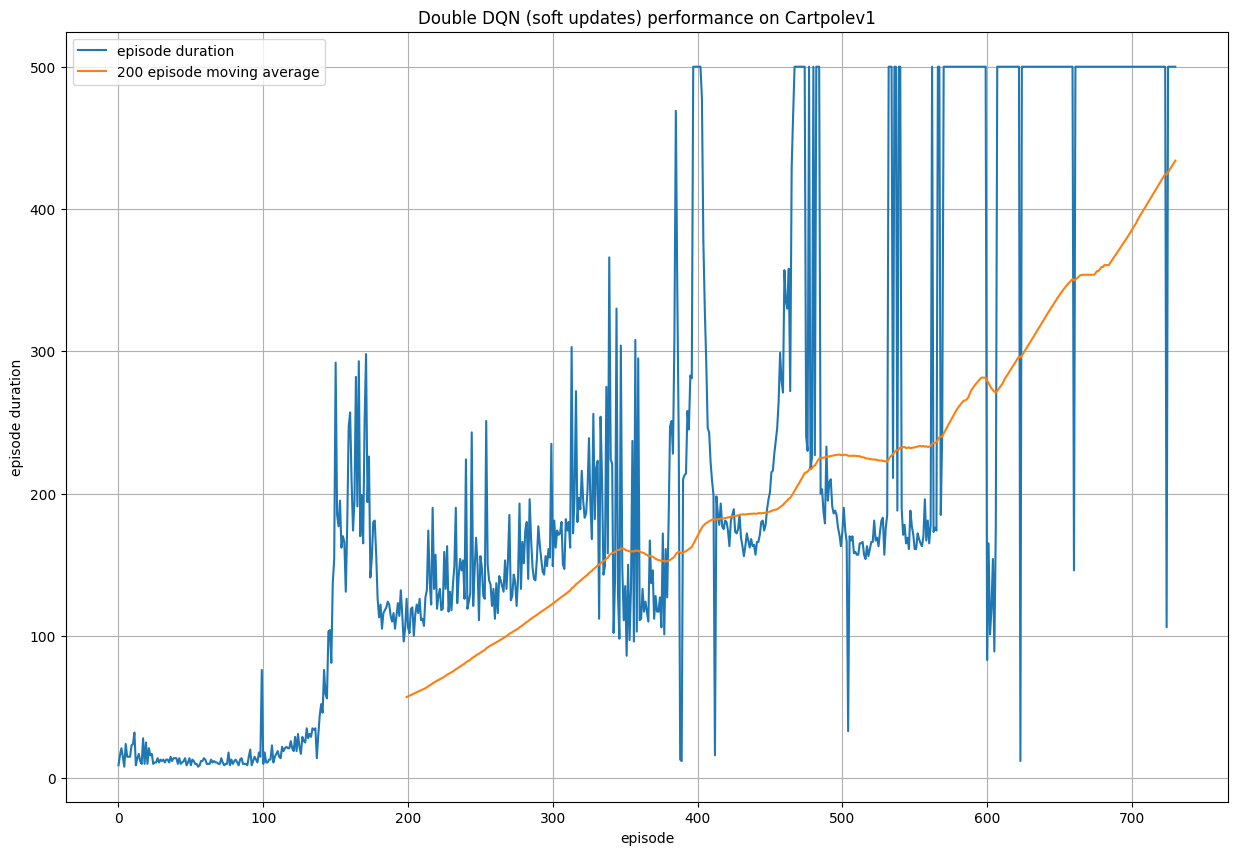 Double DQN (soft updates) performance on Cartpolev1
episode duration
200 episode moving average
500
400
300
200
100
0
episode duration
0 100 200 300 400 500 600 700
episode